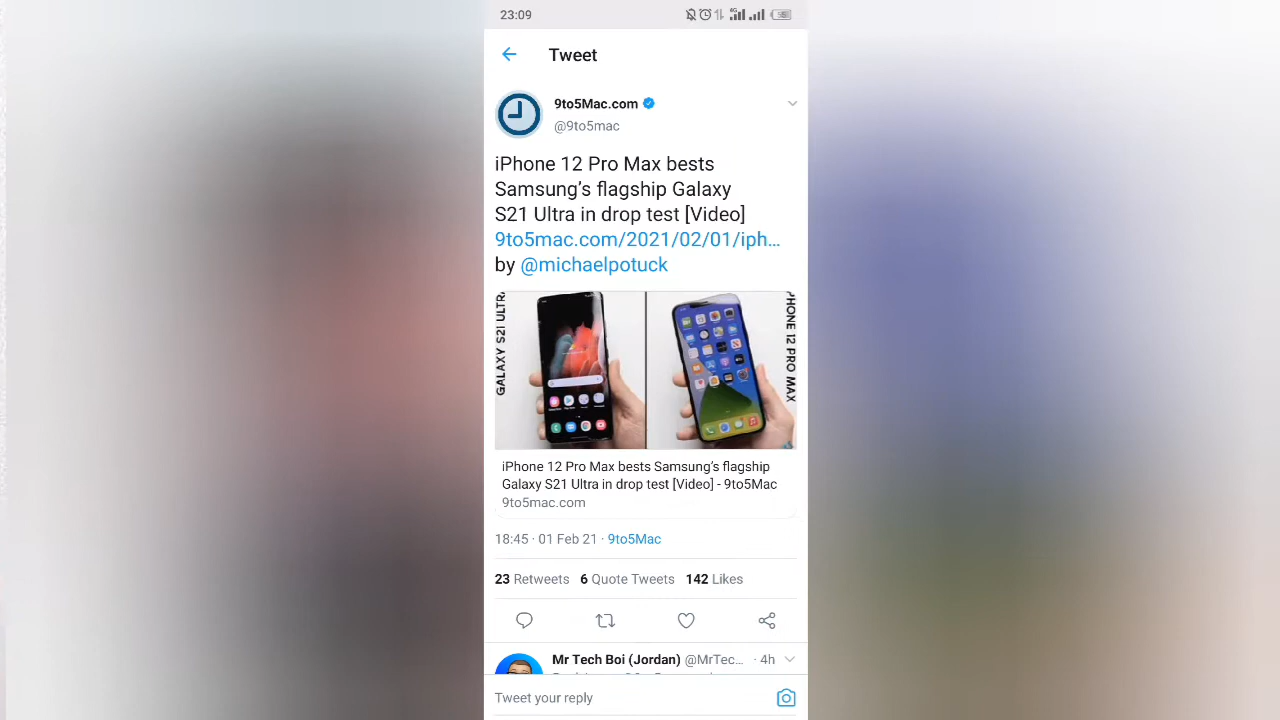 23:09
4G
Tweet
9to5Mac.com
@9to5mac
iPhone 12 Pro Max bests
Samsung’s flagship Galaxy
S21 Ultra in drop test [Video]
9to5mac.com/2021/02/01/iph…
by @michaelpotuck
GALAXY S21 ULTRA
PHONE 12 PRO MAX
iPhone 12 Pro Max bests Samsung’s flagship
Galaxy S21 Ultra in drop test [Video] - 9to5Mac
9to5mac.com
18:45 · 01 Feb 21 · 9to5Mac
23 Retweets 6 Quote Tweets 142 Likes
Mr Tech Boi (Jordan) @MrTec… · 4h
Tweet your reply